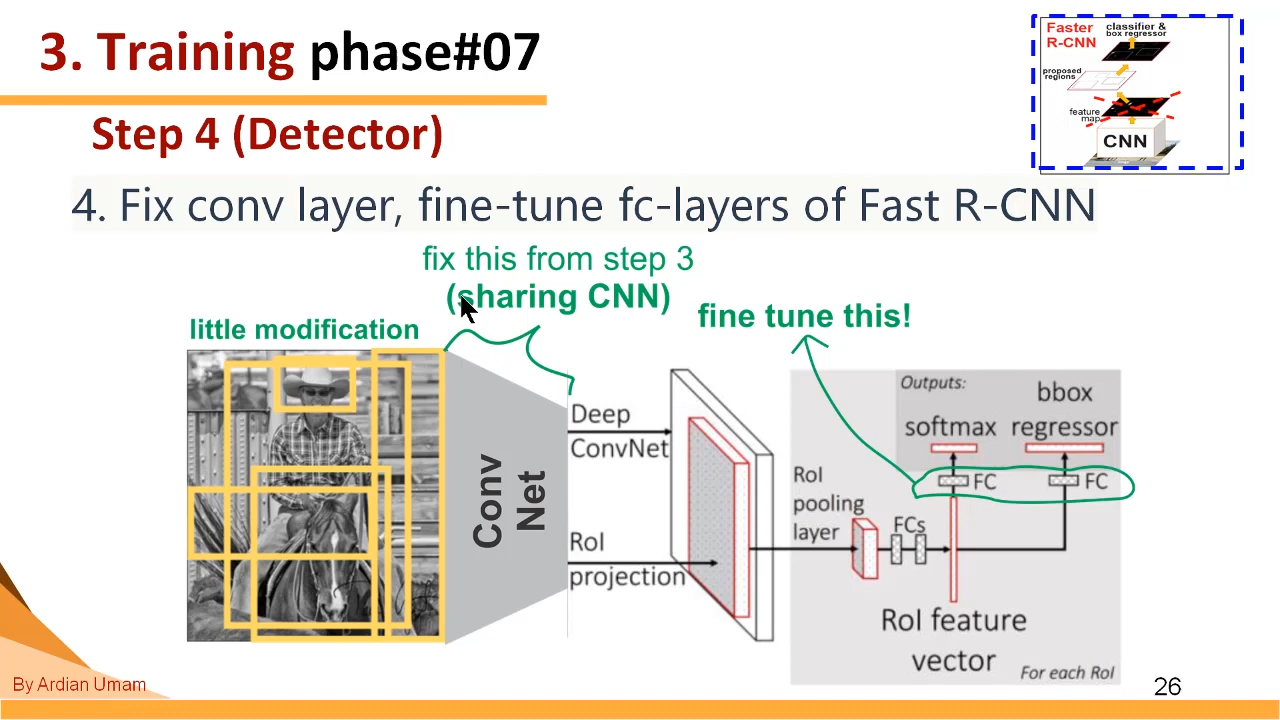 3. Training phase#07
Faster
R-CNN
classifier &
box regressor
proposed
regions
feature
map
CNN
Step 4 (Detector)
4. Fix conv layer, fine-tune fc-layers of Fast R-CNN
fix this from step 3
(sharing CNN)
fine tune this!
little modification
Outputs:
bbox
softmax
regressor
Deep
ConvNet
Conv
Net
RoI
pooling
layer
FC
FC
FCs
RoI
projection
RoI feature
vector
For each RoI
By Ardian Umam
26